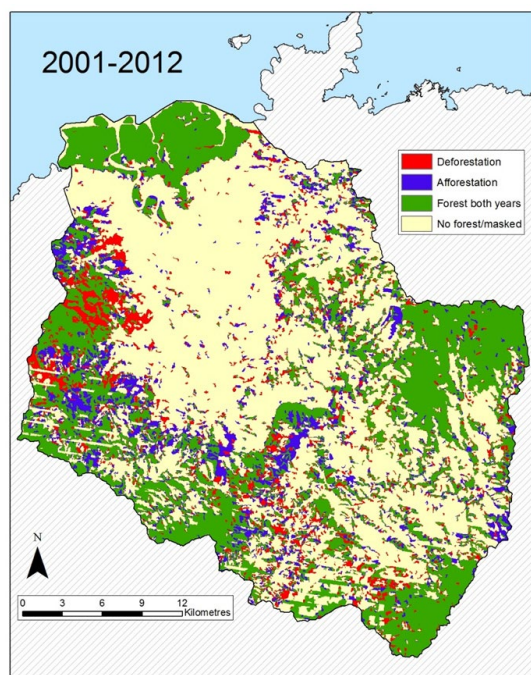 2001-2012
Deforestation
Afforestation
Forest both years
No forest/masked
N
0 3 6 9 12
Kilometres